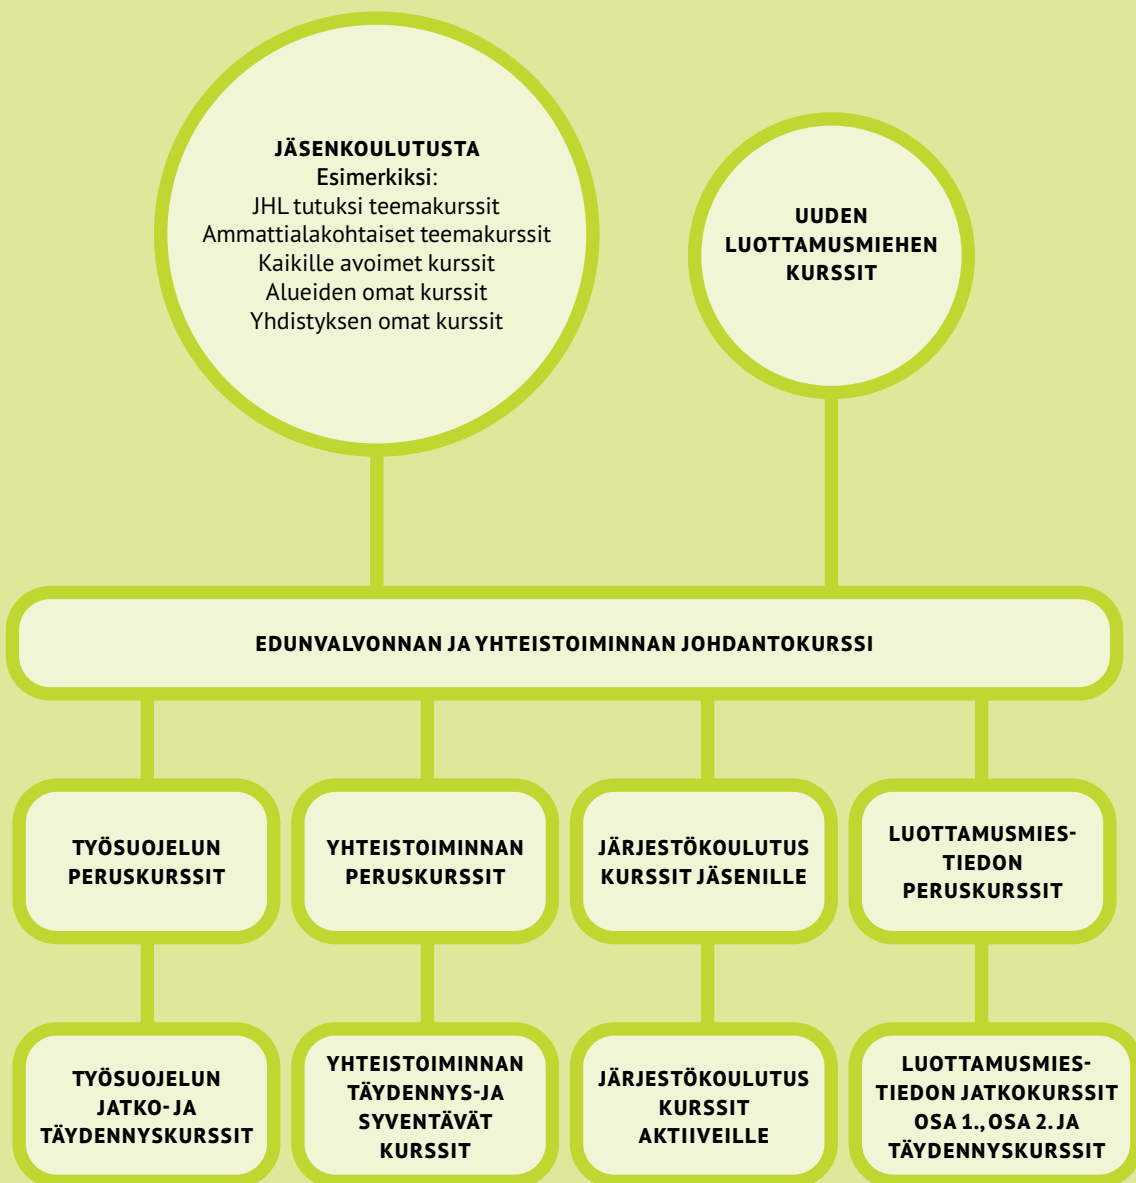 JÄSENKOULUTUSTA
Esimerkiksi:
JHL tutuksi teemakurssit
Ammattialakohtaiset teemakurssit
Kaikille avoimet kurssit
Alueiden omat kurssit
Yhdistyksen omat kurssit
UUDEN
LUOTTAMUSMIEHEN
KURSSIT
EDUNVALVONNAN JA YHTEISTOIMINNAN JOHDANTOKURSSI
TYÖSUOJELUN
PERUSKURSSIT
YHTEISTOIMINNAN
PERUSKURSSIT
JÄRJESTÖKOULUTUS
KURSSIT JÄSENILLE
LUOTTAMUSMIES-
TIEDON
PERUSKURSSIT
TYÖSUOJELUN
JATKO- JA
TÄYDENNYSKURSSIT
YHTEISTOIMINNAN
TÄYDENNYS-JA
SYVENTÄVÄT
KURSSIT
JÄRJESTÖKOULUTUS
KURSSIT
AKTIIVEILLE
LUOTTAMUSMIES-
TIEDON JATKOKURSSIT
OSA 1., OSA 2. JA
TÄYDENNYSKURSSIT